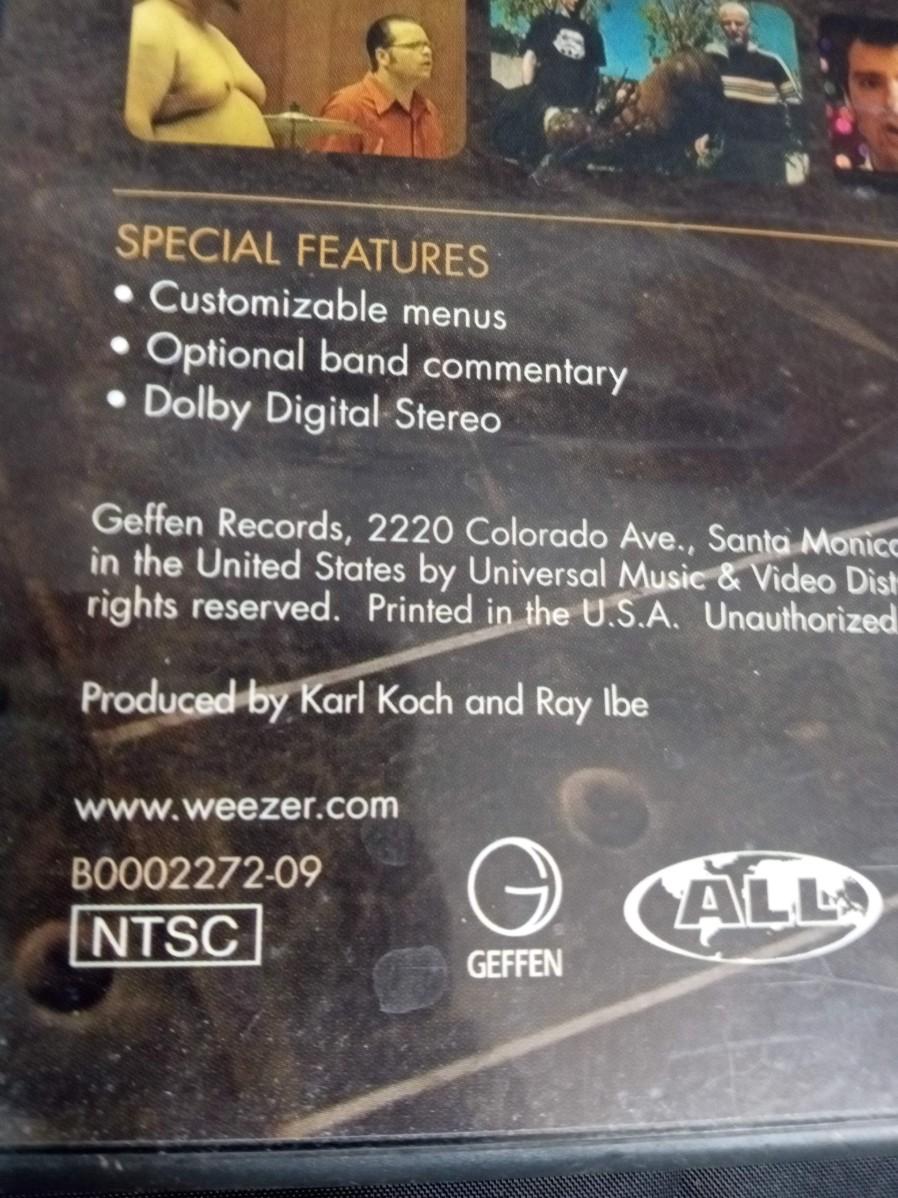 SPECIAL FEATURES
• Customizable menus
• Optional band commentary
• Dolby Digital Stereo
Geffen Records, 2220 Colorado Ave., Santa Monica
in the United States by Universal Music & Video Dist
rights reserved. Printed in the U.S.A. Unauthorized
Produced by Karl Koch and Ray Ibe
www.weezer.com
B0002272-09
NTSC
GEFFEN
ALL